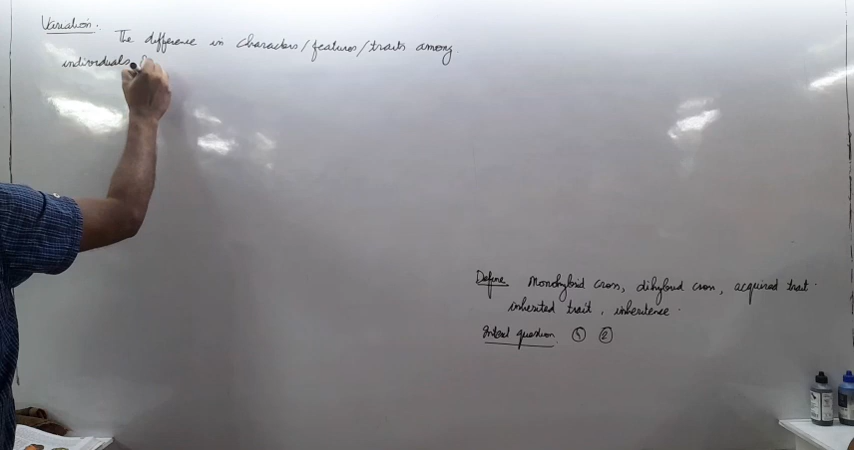 Variation.
The difference in characters/features/traits among
individuals
Define Monohybrid cross, dihybrid cross, acquired trait.
inherited trait, inheritence.
Intext question. ① ②